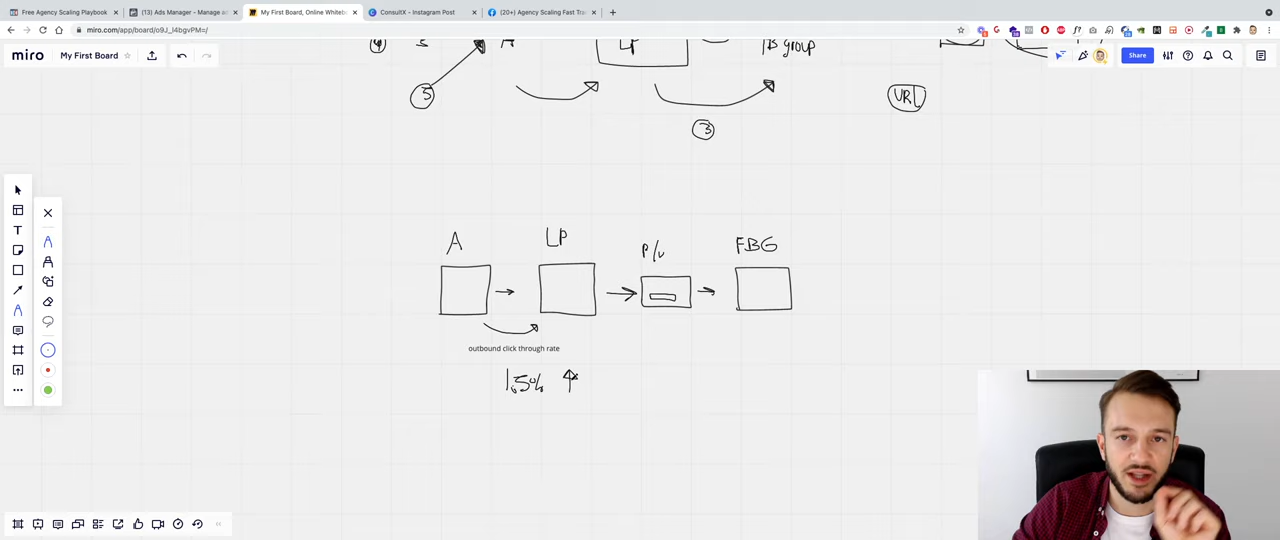 Free Agency Scaling Playbook
(13) Ads Manager - Manage ad
My First Board, Online Whiteb
ConsultX - Instagram Post
(20+) Agency Scaling Fast Tra
miro.com/app/board/o9J_l4bgvPM=/
miro
My First Board
Share
4
S
A
LP
FB group
5
3
URL
A
LP
P/v
FBG
outbound click through rate
1.5%
T